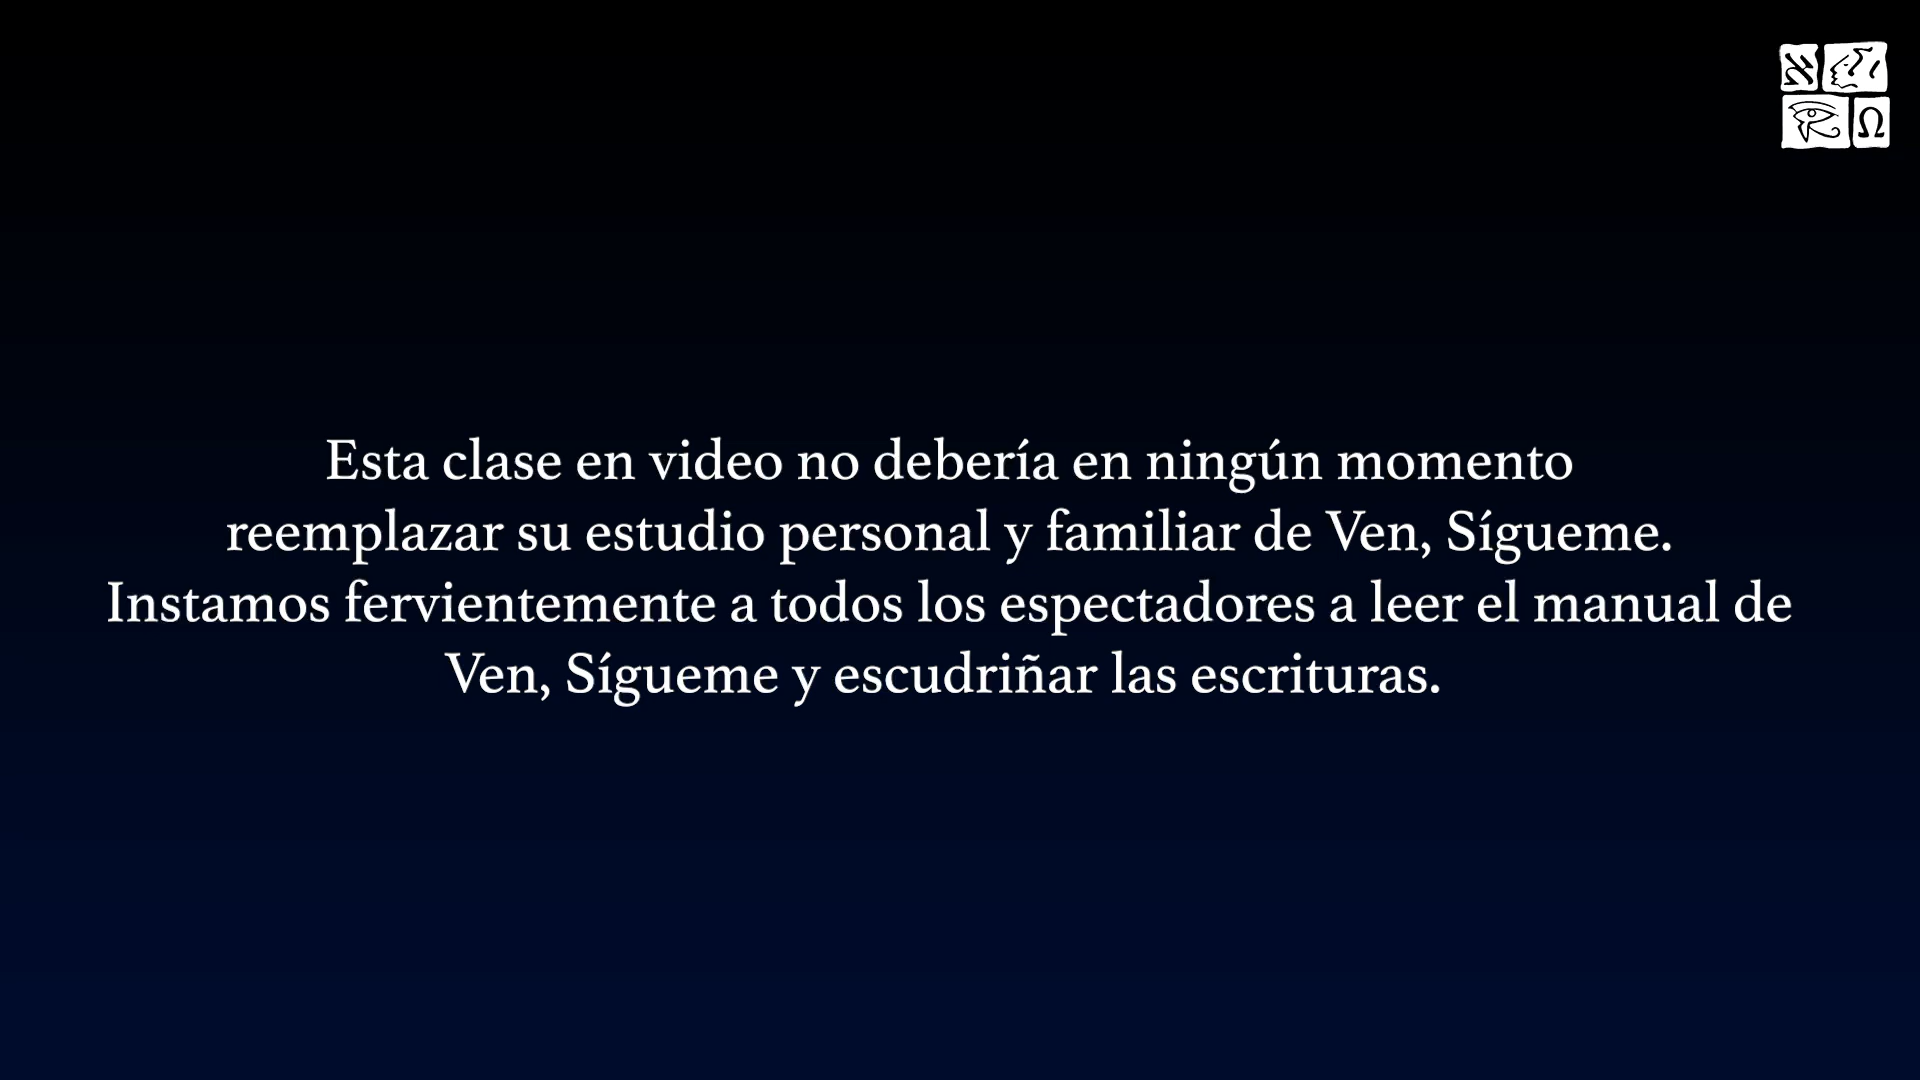 Esta clase en video no debería en ningún momento
reemplazar su estudio personal y familiar de Ven, Sígueme.
Instamos fervientemente a todos los espectadores a leer el manual de
Ven, Sígueme y escudriñar las escrituras.